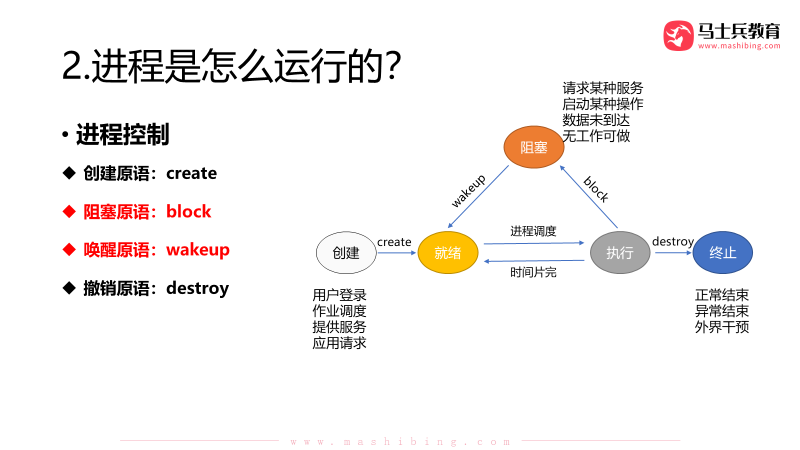 马士兵教育
www.mashibing.com
2.进程是怎么运行的？
• 进程控制
◆ 创建原语：create
◆ 阻塞原语：block
◆ 唤醒原语：wakeup
◆ 撤销原语：destroy
请求某种服务
启动某种操作
数据未到达
无工作可做
阻塞
wakeup
block
创建
create
就绪
进程调度
时间片完
执行
destroy
终止
用户登录
作业调度
提供服务
应用请求
正常结束
异常结束
外界干预
www.mashibing.com